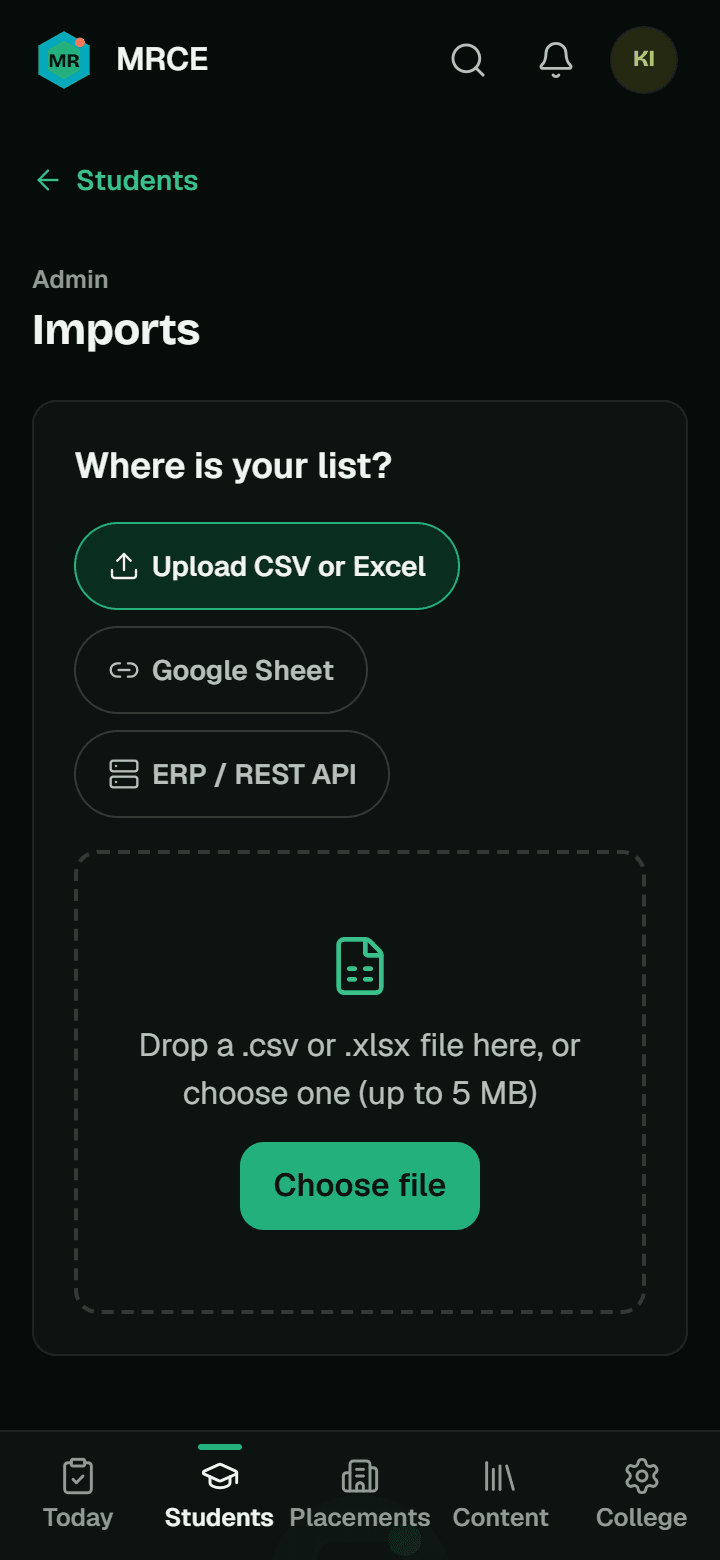 MR
MRCE
KI
Students
Admin
Imports
Where is your list?
Upload CSV or Excel
Google Sheet
ERP / REST API
Drop a .csv or .xlsx file here, or
choose one (up to 5 MB)
Choose file
Today
Students
Placements
Content
College